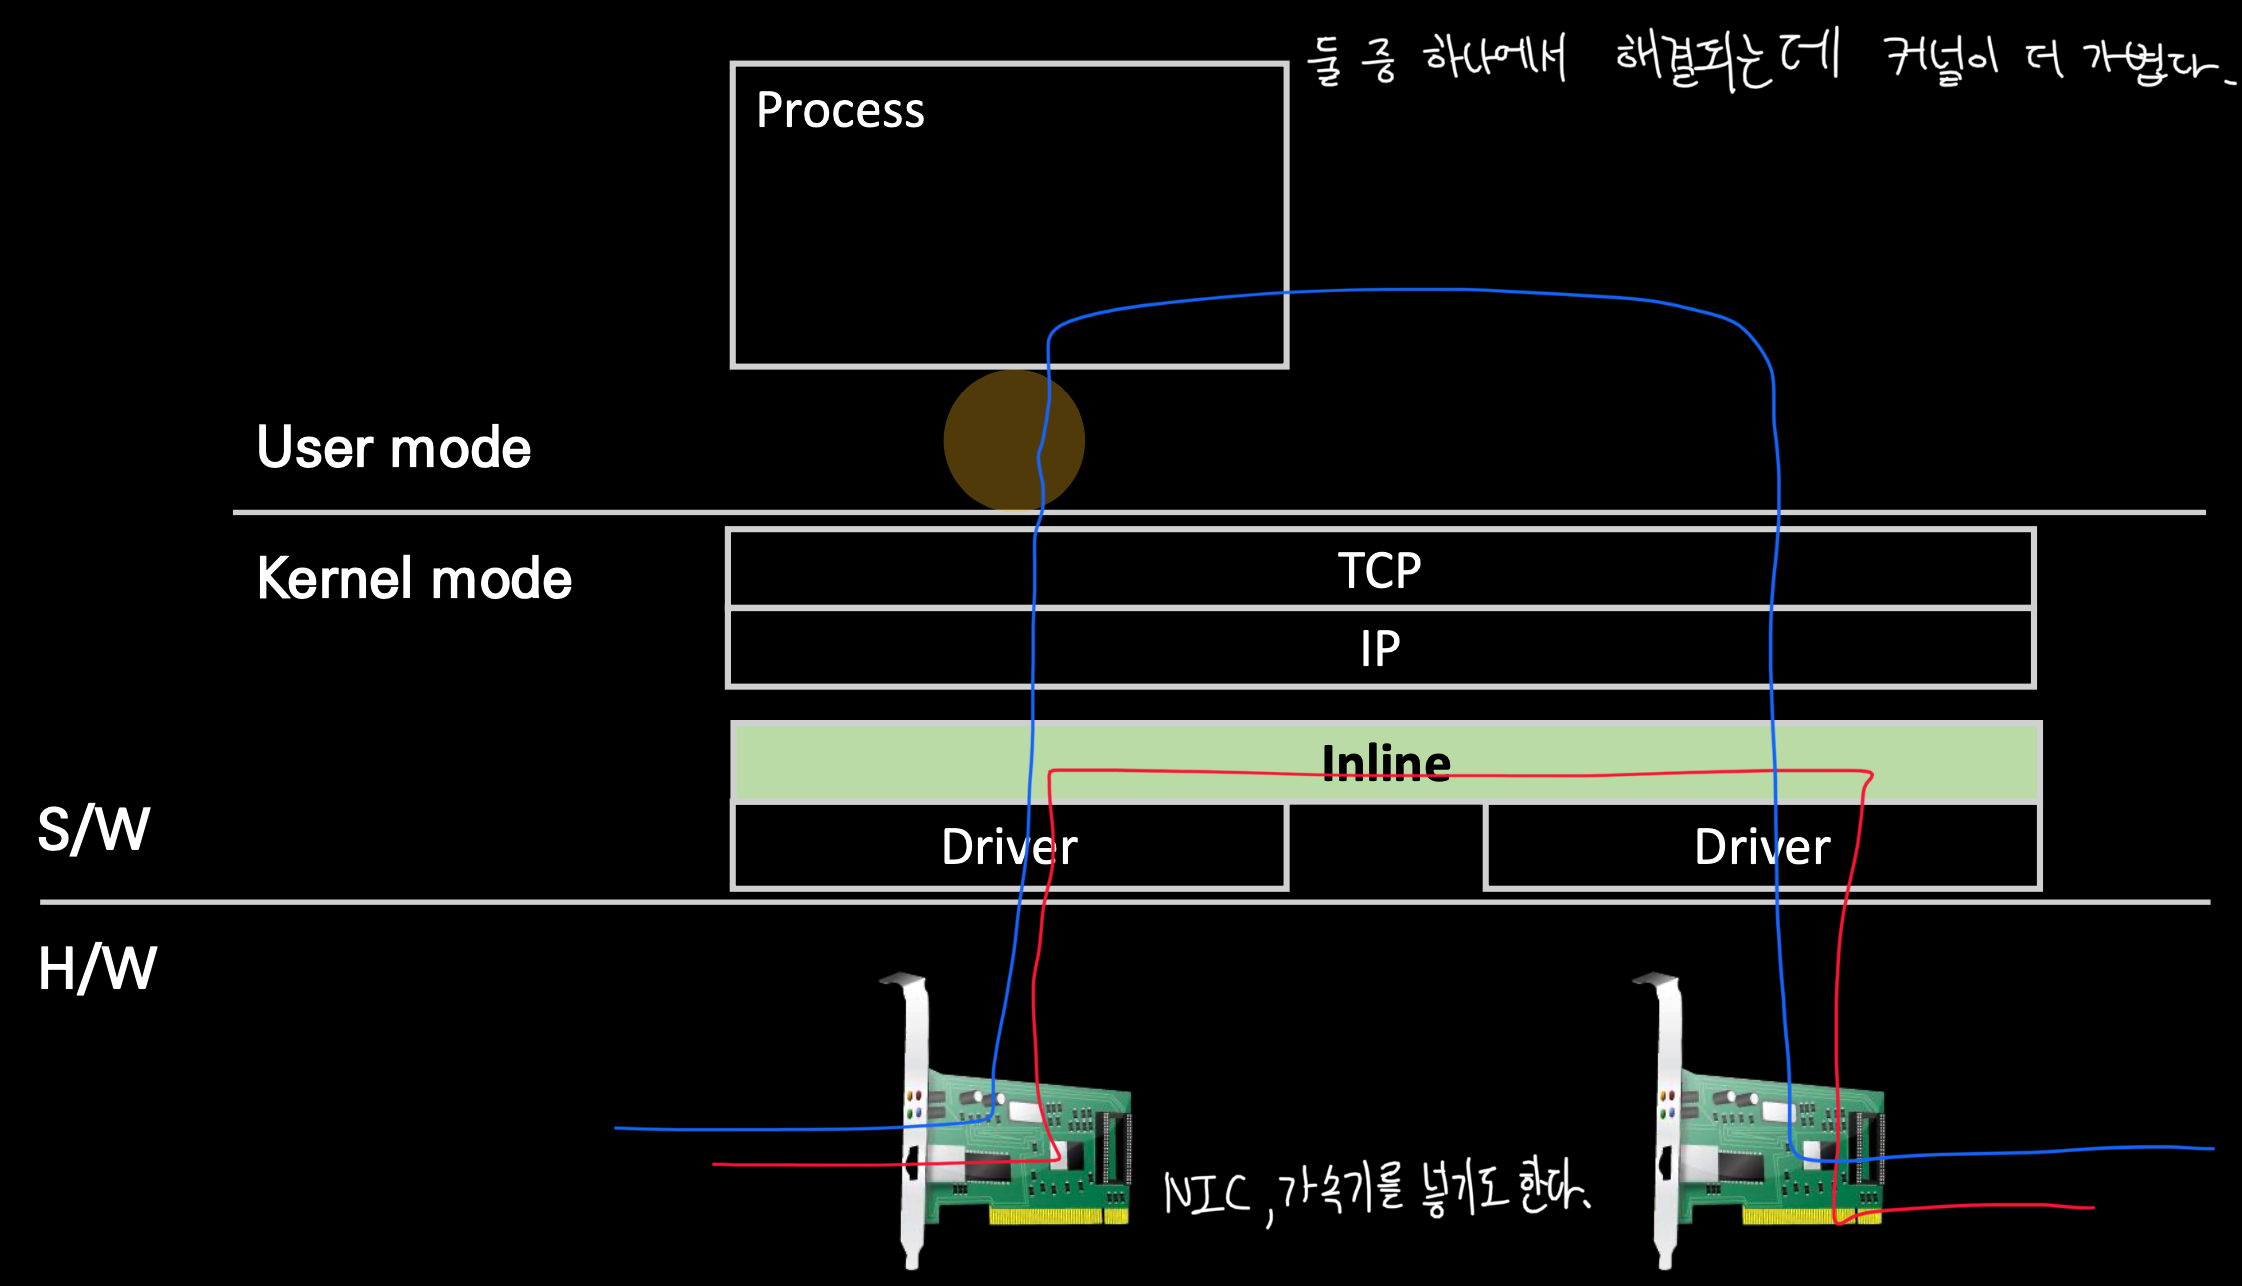 둘 중 하나에서 해결되는데 커널이 더 가볍다.
Process
User mode
Kernel mode
TCP
IP
Inline
S/W
Driver Driver
H/W
NIC, 가속기를 넣기도 한다.